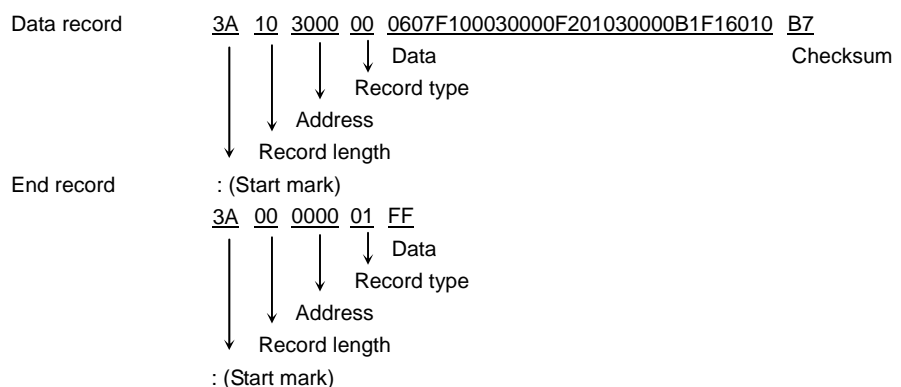 Data record 3A 10 3000 00 0607F100030000F201030000B1F16010 B7
Data Checksum
Record type
Address
Record length
End record : (Start mark)
3A 00 0000 01 FF
Data
Record type
Address
Record length
: (Start mark)